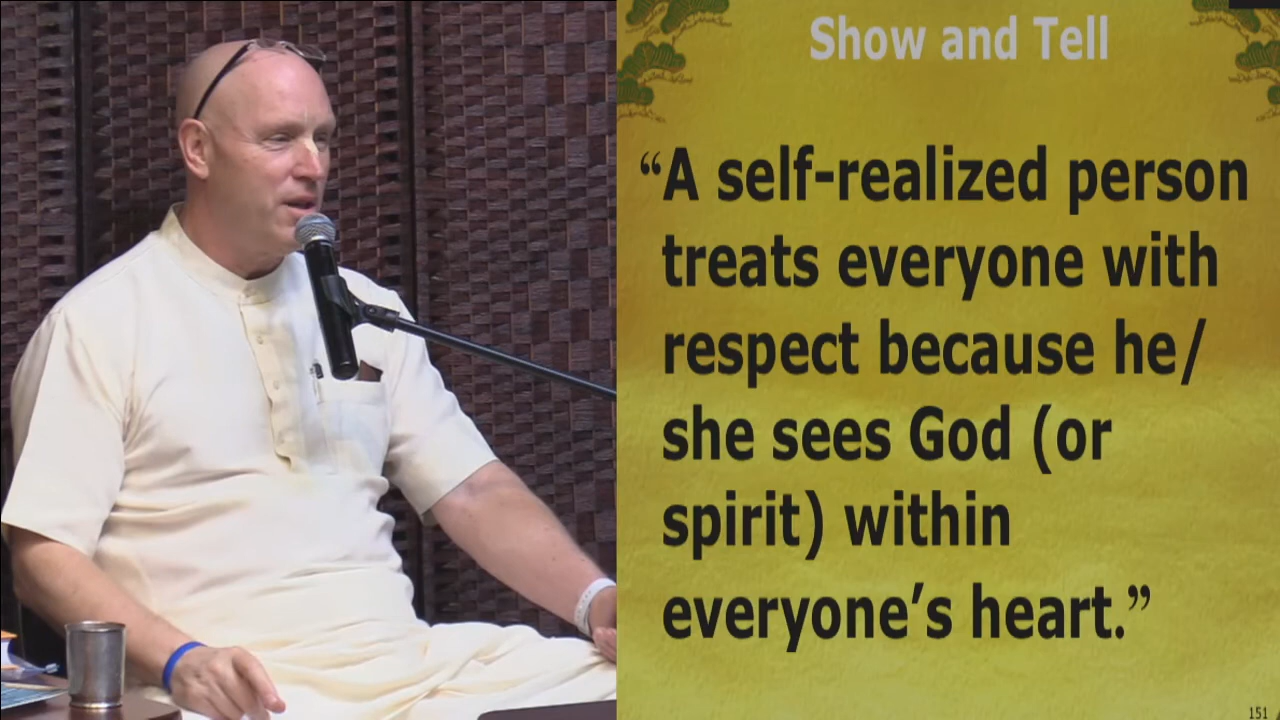 Show and Tell
“A self-realized person
treats everyone with
respect because he/
she sees God (or
spirit) within
everyone’s heart.”
151